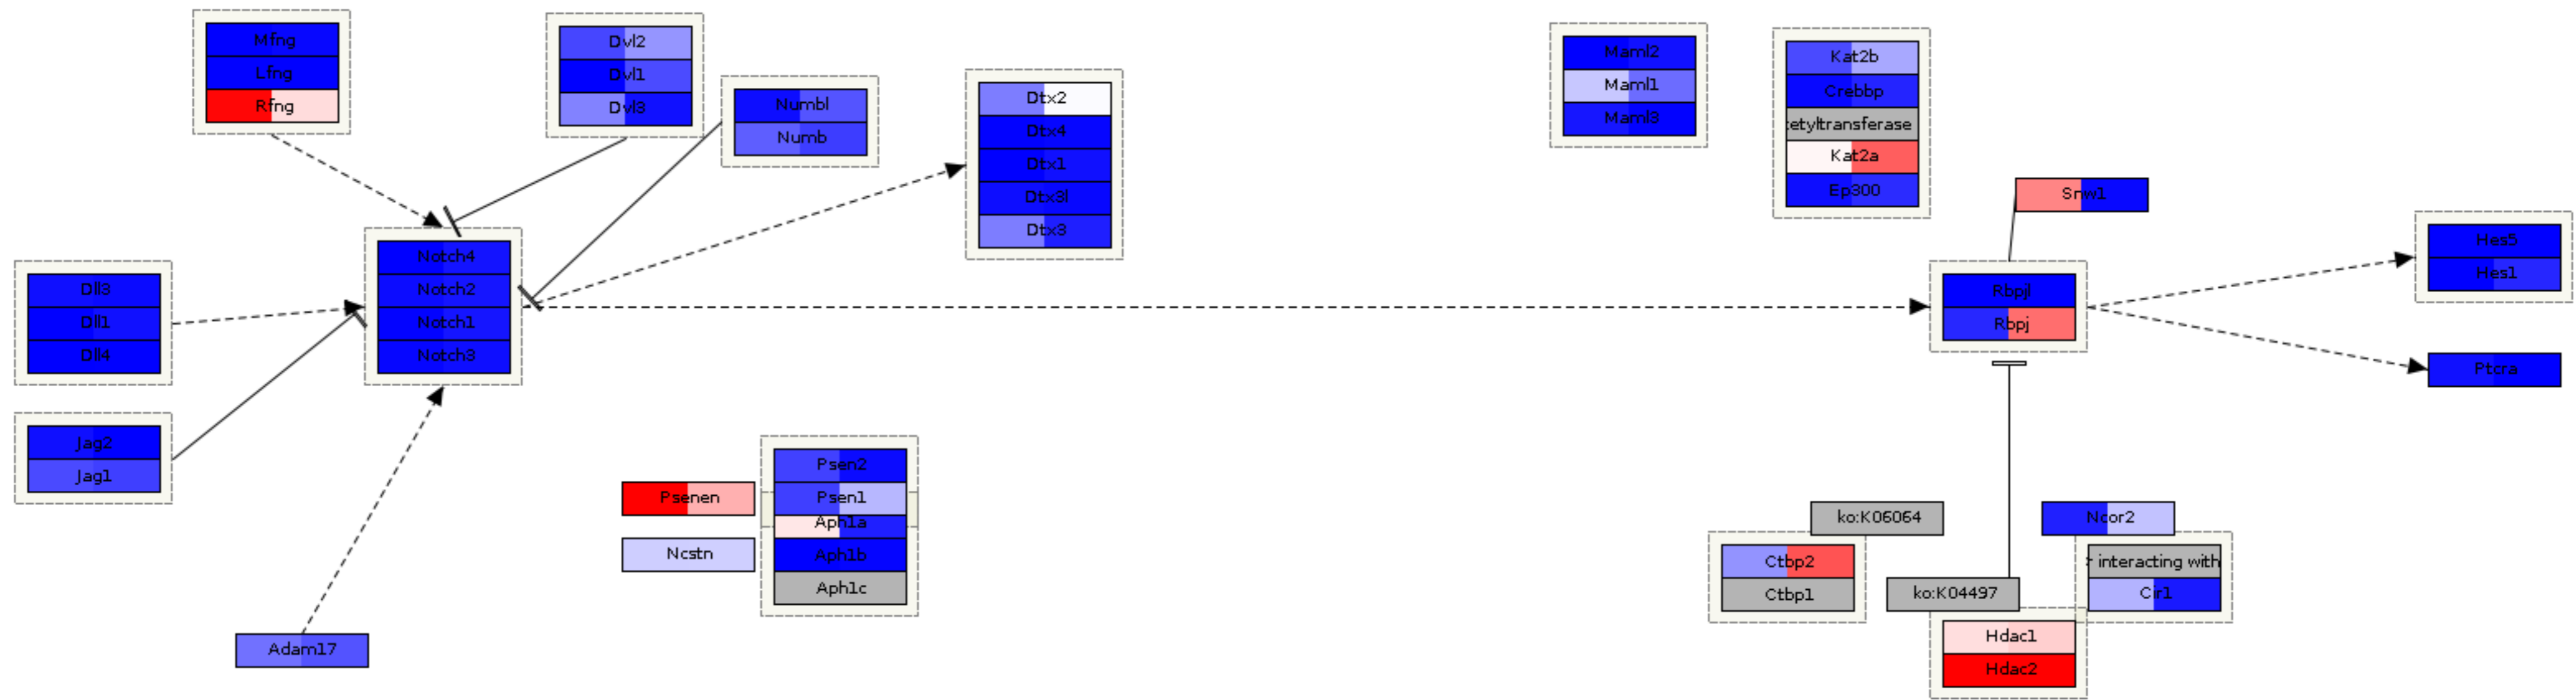 Mfng
Lfng
Rfng
Dvl2
Dvl1
Dvl3
Numbl
Numb
Dtx2
Dtx4
Dtx1
Dtx3l
Dtx3
Maml2
Maml1
Maml3
Kat2b
Crebbp
etyltransferase
Kat2a
Ep300
Snw1
Notch4
Notch2
Notch1
Notch3
Dll3
Dll1
Dll4
Jag2
Jag1
Rbpjl
Rbpj
Hes5
Hes1
Ptcra
Psen2
Psenen
Psen1
Aph1a
Ncstn
Aph1b
Aph1c
Adam17
ko:K06064
Ncor2
Ctbp2
Ctbp1
interacting with
Cir1
ko:K04497
Hdac1
Hdac2